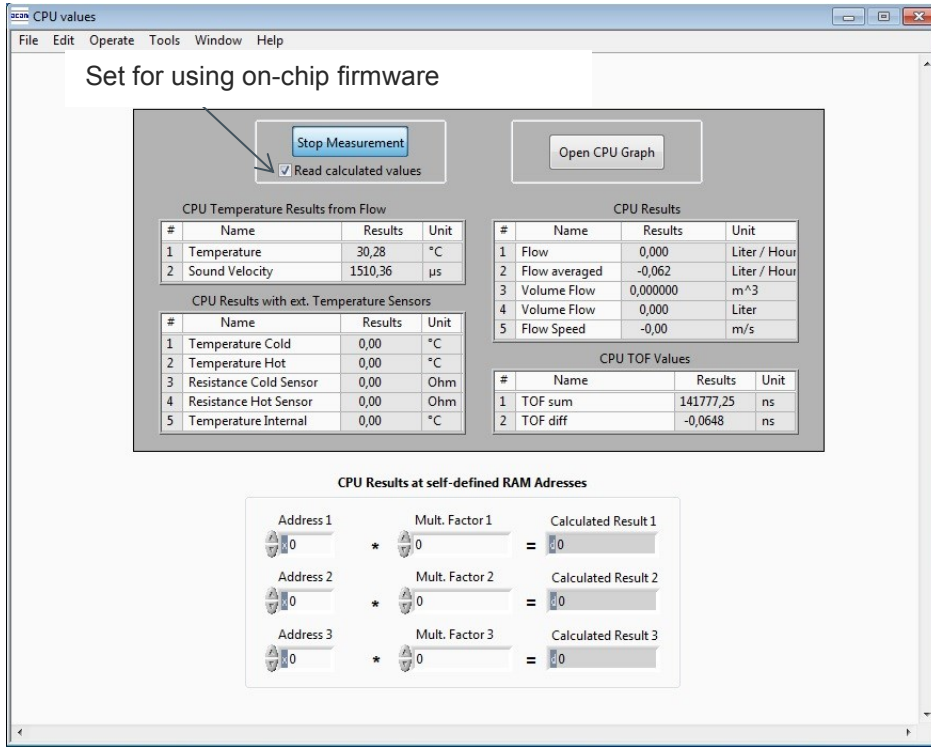 acan CPU values
File Edit Operate Tools Window Help
Set for using on-chip firmware
Stop Measurement
Read calculated values
Open CPU Graph
CPU Temperature Results from Flow
# Name Results Unit
1 Temperature 30,28 °C
2 Sound Velocity 1510,36 µs
CPU Results with ext. Temperature Sensors
# Name Results Unit
1 Temperature Cold 0,00 °C
2 Temperature Hot 0,00 °C
3 Resistance Cold Sensor 0,00 Ohm
4 Resistance Hot Sensor 0,00 Ohm
5 Temperature Internal 0,00 °C
CPU Results
# Name Results Unit
1 Flow 0,000 Liter / Hour
2 Flow averaged -0,062 Liter / Hour
3 Volume Flow 0,000000 m^3
4 Volume Flow 0,000 Liter
5 Flow Speed -0,00 m/s
CPU TOF Values
# Name Results Unit
1 TOF sum 141777,25 ns
2 TOF diff -0,0648 ns
CPU Results at self-defined RAM Adresses
Address 1 Mult. Factor 1 Calculated Result 1
x 0 * 0 = d 0
Address 2 Mult. Factor 2 Calculated Result 2
x 0 * 0 = d 0
Address 3 Mult. Factor 3 Calculated Result 3
x 0 * 0 = d 0